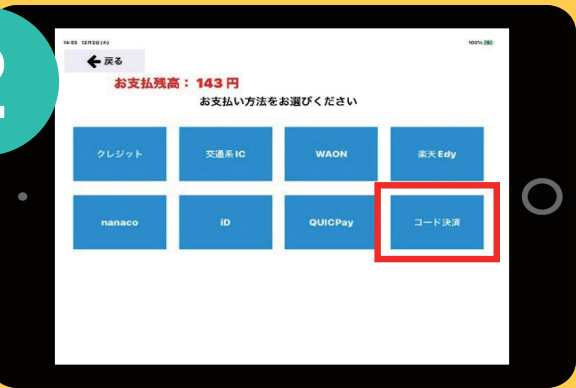 2
14:55 12月2日(水)
100%
戻る
お支払残高： 143 円
お支払い方法をお選びください
クレジット
交通系 IC
WAON
楽天 Edy
nanaco
iD
QUICPay
コード決済